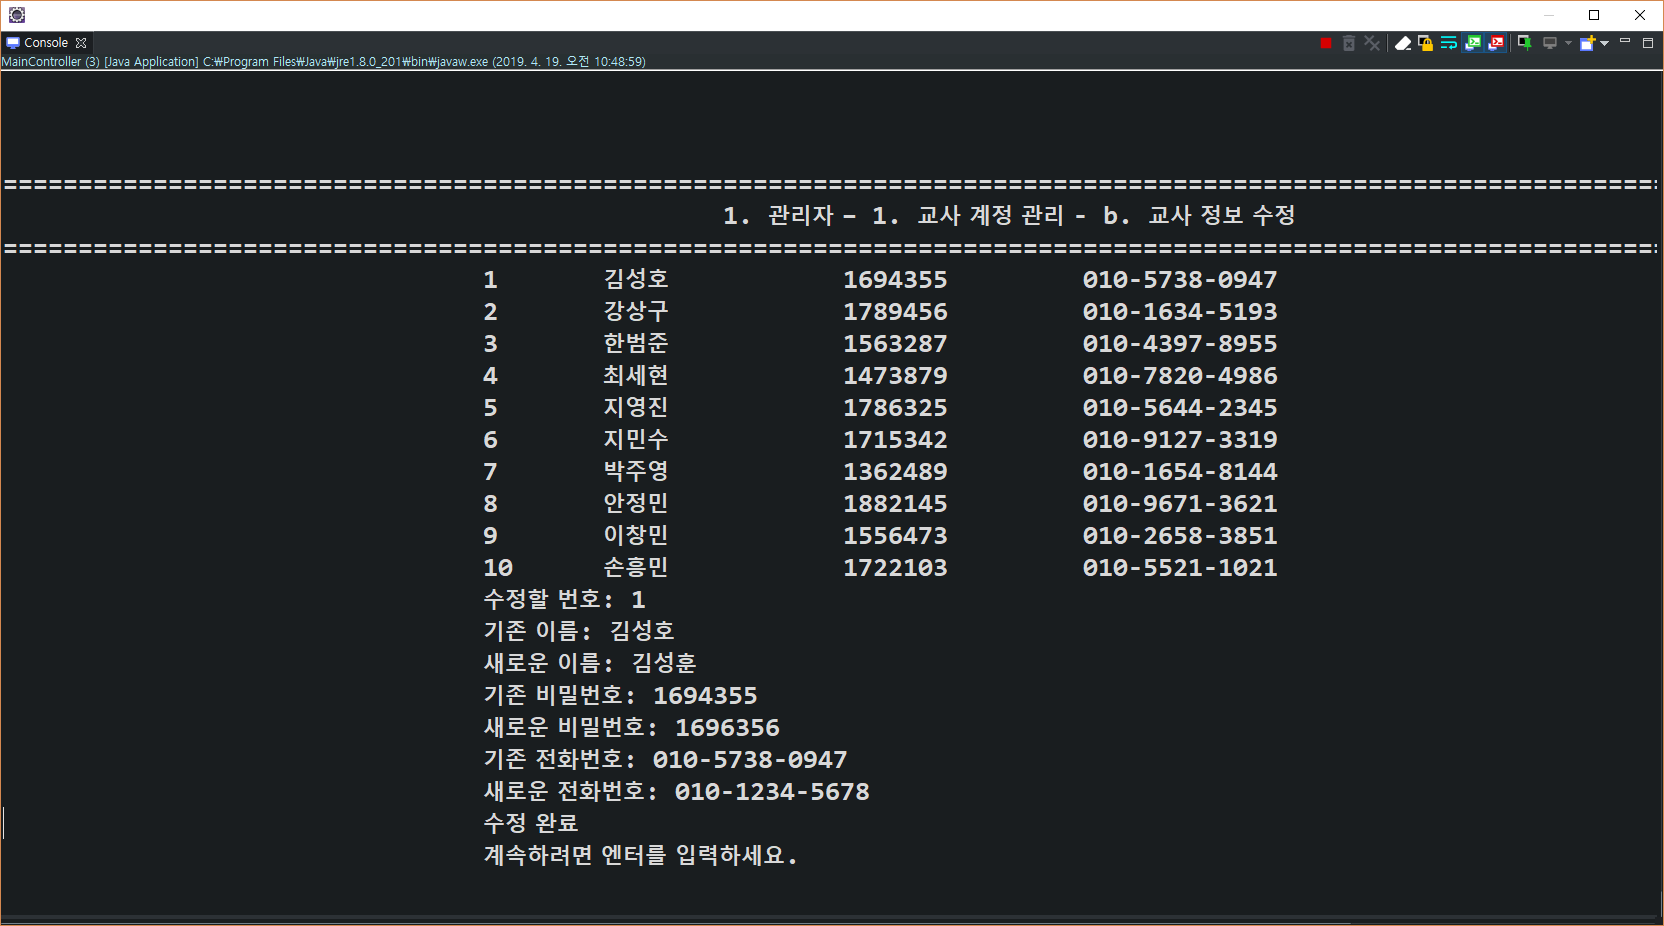 Console
MainController (3) [Java Application] C:₩Program Files₩Java₩jre1.8.0_201₩bin₩javaw.exe (2019. 4. 19. 오전 10:48:59)
==============================================================================================================
1. 관리자 – 1. 교사 계정 관리 - b. 교사 정보 수정
==============================================================================================================
1 김성호 1694355 010-5738-0947
2 강상구 1789456 010-1634-5193
3 한범준 1563287 010-4397-8955
4 최세현 1473879 010-7820-4986
5 지영진 1786325 010-5644-2345
6 지민수 1715342 010-9127-3319
7 박주영 1362489 010-1654-8144
8 안정민 1882145 010-9671-3621
9 이창민 1556473 010-2658-3851
10 손흥민 1722103 010-5521-1021
수정할 번호: 1
기존 이름: 김성호
새로운 이름: 김성훈
기존 비밀번호: 1694355
새로운 비밀번호: 1696356
기존 전화번호: 010-5738-0947
새로운 전화번호: 010-1234-5678
수정 완료
계속하려면 엔터를 입력하세요.